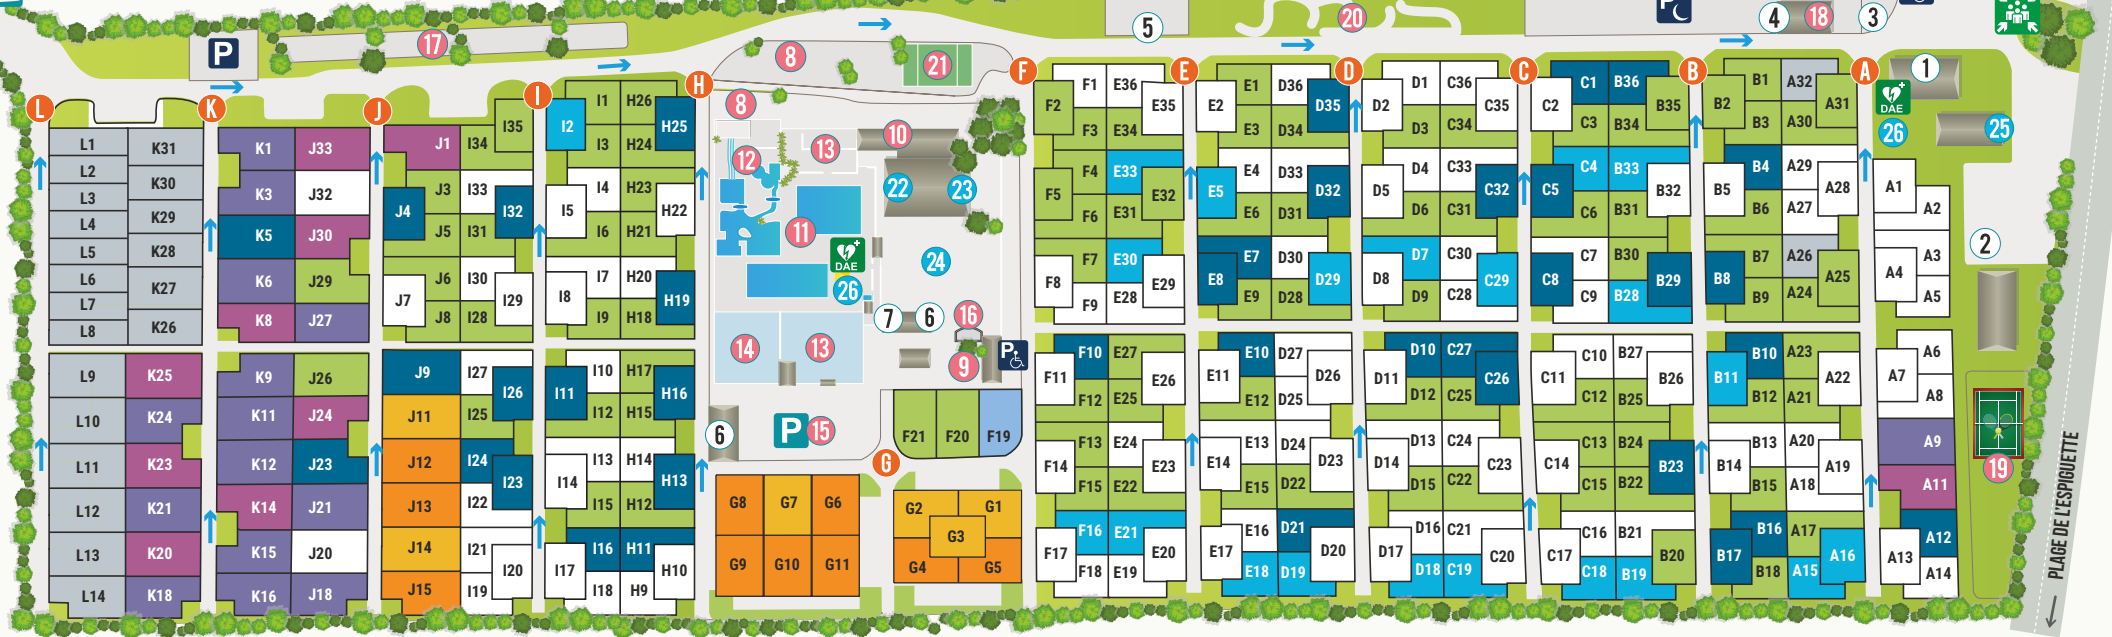 5
20
4
18
3
P
17
P
8
21
F
E
D
C
B
A
1
H
I
J
K
L
8
DAE
26
25
10
13
12
22
23
11
DAE
26
24
7
6
16
14
13
9
P
6
P
15
G
2
19
PLAGE DE L'ESPIGUETTE
L1
L2
L3
L4
L5
L6
L7
L8
K31
K30
K29
K28
K27
K26
L9
L10
L11
L12
L13
L14
K25
K24
K23
K21
K20
K18
K1
K3
K5
K6
K8
J33
J32
J30
J29
J27
K9
K11
K12
K14
K15
K16
J26
J24
J23
J21
J20
J18
J1
J3
J4
J5
J6
J7
J8
I35
I34
I33
I32
I31
I30
I29
I28
J9
J11
J12
J13
J14
J15
I27
I26
I25
I24
I23
I22
I21
I20
I19
I1
I2
I3
I4
I5
I6
I7
I8
I9
H26
H25
H24
H23
H22
H21
H20
H19
H18
I10
I11
I12
I13
I14
I15
I16
I17
I18
H17
H16
H15
H14
H13
H12
H11
H10
H9
G8
G7
G6
G9
G10
G11
F21
F20
F19
G2
G1
G3
G4
G5
F1
F2
F3
F4
F5
F6
F7
F8
F9
E36
E35
E34
E33
E32
E31
E30
E29
E28
F10
F11
F12
F13
F14
F15
F16
F17
F18
E27
E26
E25
E24
E23
E22
E21
E20
E19
E1
E2
E3
E4
E5
E6
E7
E8
E9
D36
D35
D34
D33
D32
D31
D30
D29
D28
E10
E11
E12
E13
E14
E15
E16
E17
E18
D27
D26
D25
D24
D23
D22
D21
D20
D19
D1
D2
D3
D4
D5
D6
D7
D8
D9
C36
C35
C34
C33
C32
C31
C30
C29
C28
D10
D11
D12
D13
D14
D15
D16
D17
D18
C27
C26
C25
C24
C23
C22
C21
C20
C19
C1
C2
C3
C4
C5
C6
C7
C8
C9
B36
B35
B34
B33
B32
B31
B30
B29
B28
C10
C11
C12
C13
C14
C15
C16
C17
C18
B27
B26
B25
B24
B23
B22
B21
B20
B19
B1
B2
B3
B4
B5
B6
B7
B8
B9
A32
A31
A30
A29
A28
A27
A26
A25
A24
B10
B11
B12
B13
B14
B15
B16
B17
B18
A23
A22
A21
A20
A19
A18
A17
A16
A15
A1
A2
A3
A4
A5
A6
A7
A8
A9
A11
A12
A13
A14